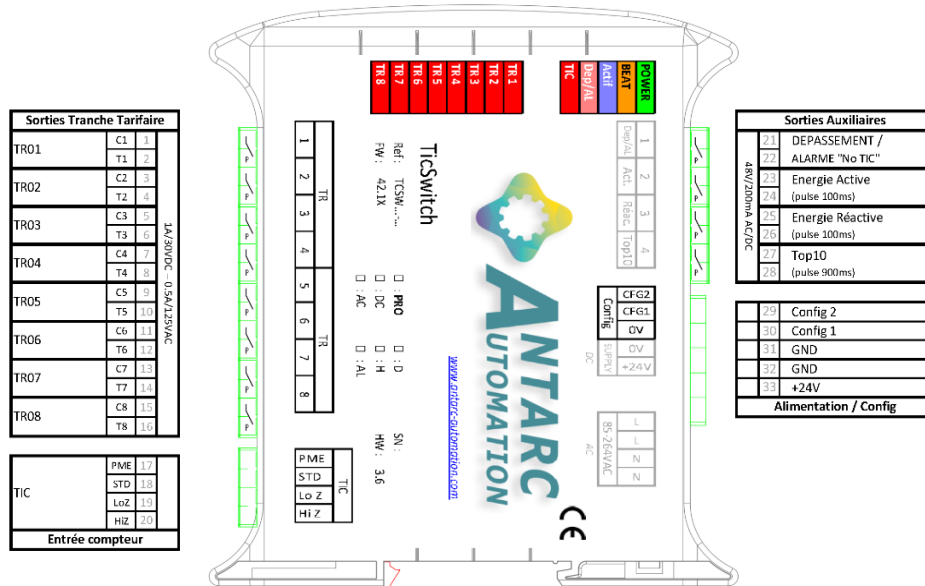 Sorties Tranche Tarifaire
TR01 C1 1
T1 2
TR02 C2 3
T2 4
TR03 C3 5
T3 6
TR04 C4 7
T4 8
TR05 C5 9
T5 10
TR06 C6 11
T6 12
TR07 C7 13
T7 14
TR08 C8 15
T8 16
1A/30VDC – 0.5A/125VAC
TIC
PME 17
STD 18
LoZ 19
HiZ 20
Entrée compteur
TR 8
TR 7
TR 6
TR 5
TR 4
TR 3
TR 2
TR 1
TIC
Dep/AL
Actif
BEAT
POWER
1
2
3
4
TR
5
6
7
8
TR
PME
STD
Lo Z
Hi Z
TIC
TicSwitch
Ref : TCSW......
FW : 42.1X
: PRO
: DC
: AC
: D
: H
: AL
SN :
HW : 3.6
ANTARC
AUTOMATION
www.antarc-automation.com
Dep/AL
Act.
Réac.
Top10
1
2
3
4
Config
CFG2
CFG1
0V
SUPPLY
DC
0V
+24V
85-264VAC
AC
L
L
N
N
CE
P
P
P
P
P
P
P
P
P
P
P
P
Sorties Auxiliaires
48V/200mA AC/DC
21 DEPASSEMENT /
22 ALARME "No TIC"
23 Energie Active
24 (pulse 100ms)
25 Energie Réactive
26 (pulse 100ms)
27 Top10
28 (pulse 900ms)
29 Config 2
30 Config 1
31 GND
32 GND
33 +24V
Alimentation / Config